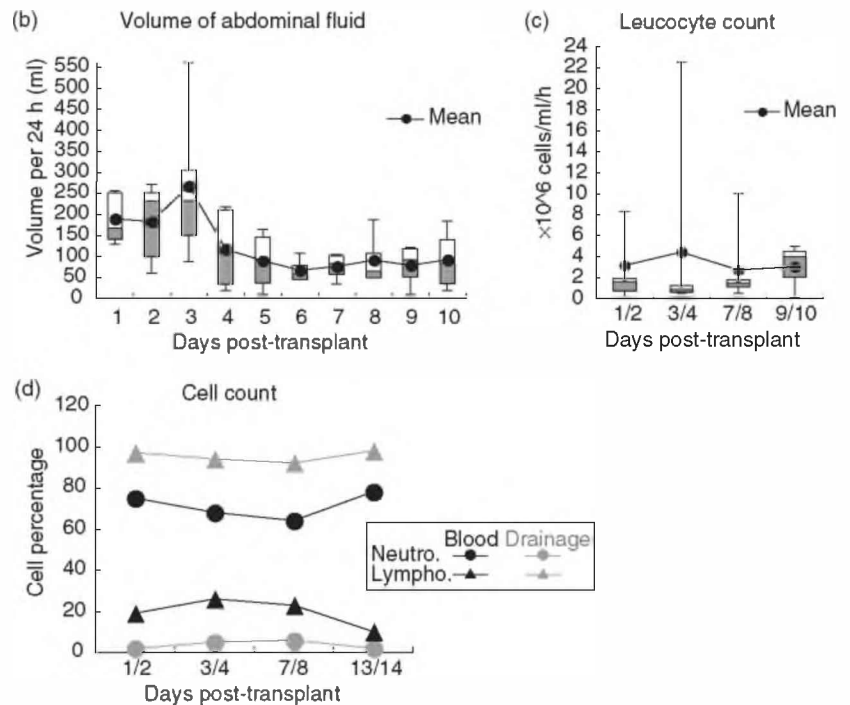 (b) Volume of abdominal fluid
Volume per 24 h (ml)
550
500
450
400
350
300
250
200
150
100
50
0
Mean
1 2 3 4 5 6 7 8 9 10
Days post-transplant
(c) Leucocyte count
×10^6 cells/ml/h
24
22
20
18
16
14
12
10
8
6
4
2
0
Mean
1/2 3/4 7/8 9/10
Days post-transplant
(d) Cell count
Cell percentage
120
100
80
60
40
20
0
Blood Drainage
Neutro.
Lympho.
1/2 3/4 7/8 13/14
Days post-transplant